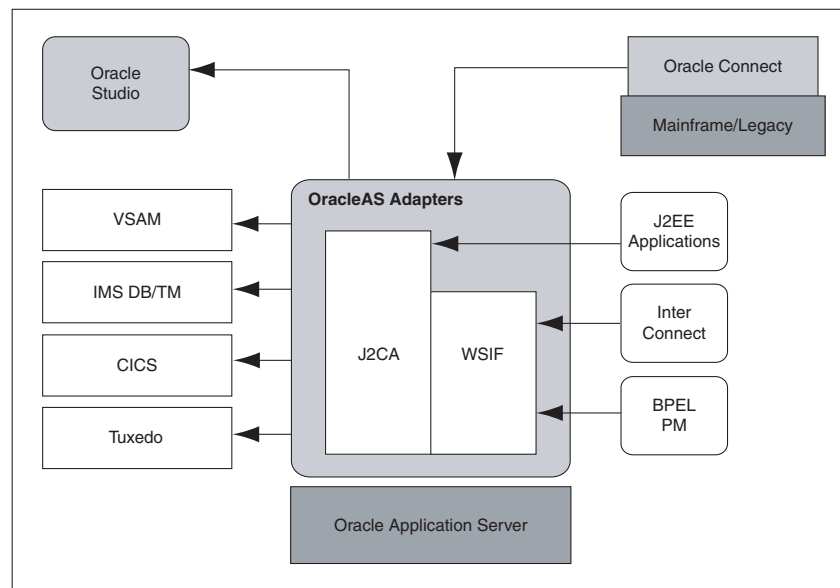 Oracle
Studio
Oracle Connect
Mainframe/Legacy
OracleAS Adapters
VSAM
IMS DB/TM
CICS
Tuxedo
J2CA
WSIF
J2EE
Applications
Inter
Connect
BPEL
PM
Oracle Application Server